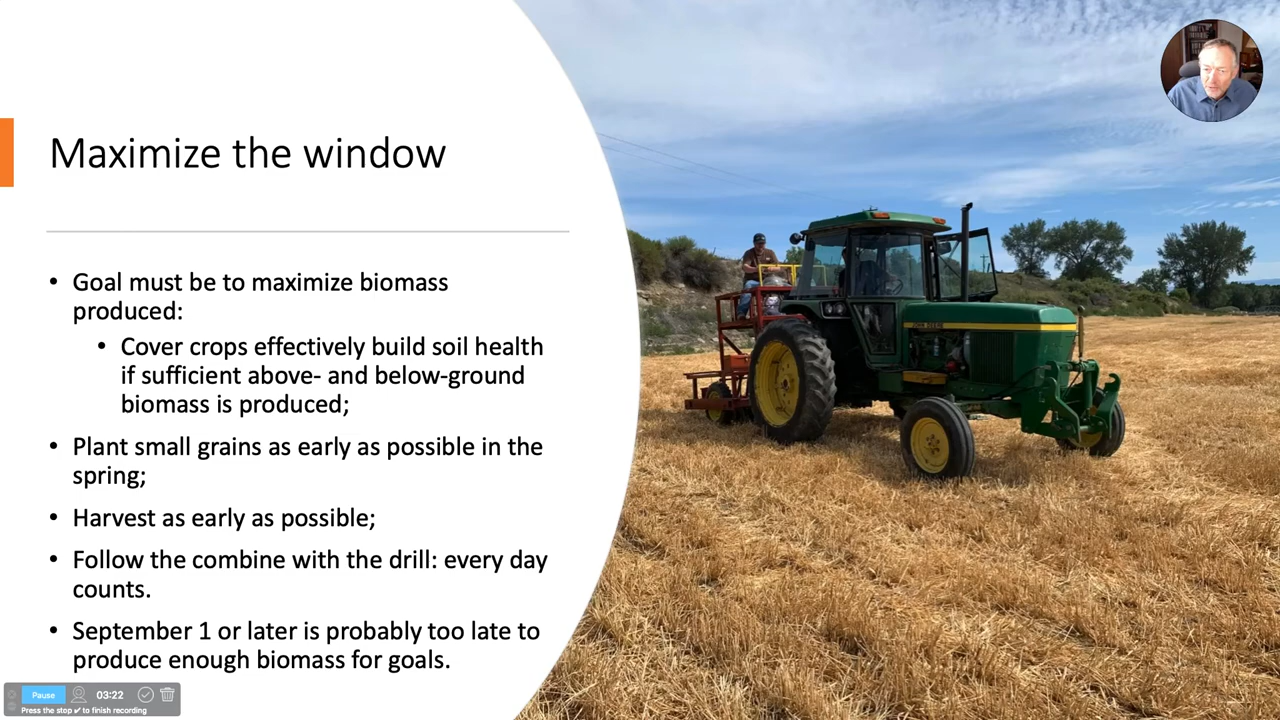 Maximize the window
• Goal must be to maximize biomass
produced:
• Cover crops effectively build soil health
if sufficient above- and below-ground
biomass is produced;
• Plant small grains as early as possible in the
spring;
• Harvest as early as possible;
• Follow the combine with the drill: every day
counts.
• September 1 or later is probably too late to
produce enough biomass for goals.
JOHN DEERE
Pause
03:22
Press the stop ✔ to finish recording